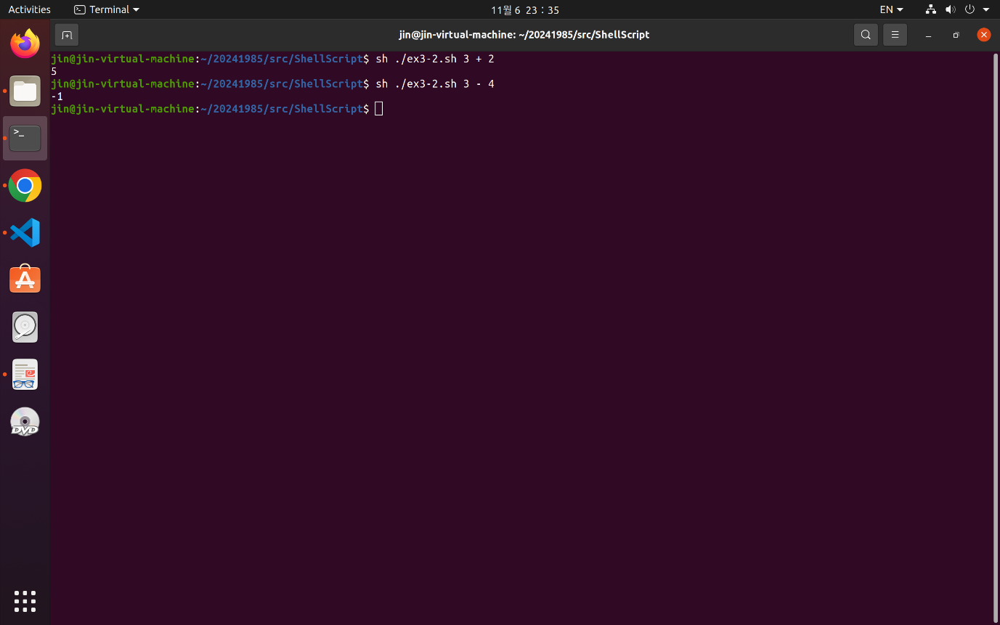 Activities
Terminal
11월 6 23 : 35
EN
jin@jin-virtual-machine: ~/20241985/src/ShellScript
jin@jin-virtual-machine:~/20241985/src/ShellScript$ sh ./ex3-2.sh 3 + 2
5
jin@jin-virtual-machine:~/20241985/src/ShellScript$ sh ./ex3-2.sh 3 - 4
-1
jin@jin-virtual-machine:~/20241985/src/ShellScript$
DVD